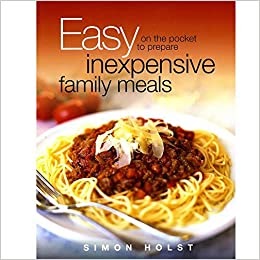 Easy
on the pocket
to prepare
inexpensive
family meals
SIMON HOLST